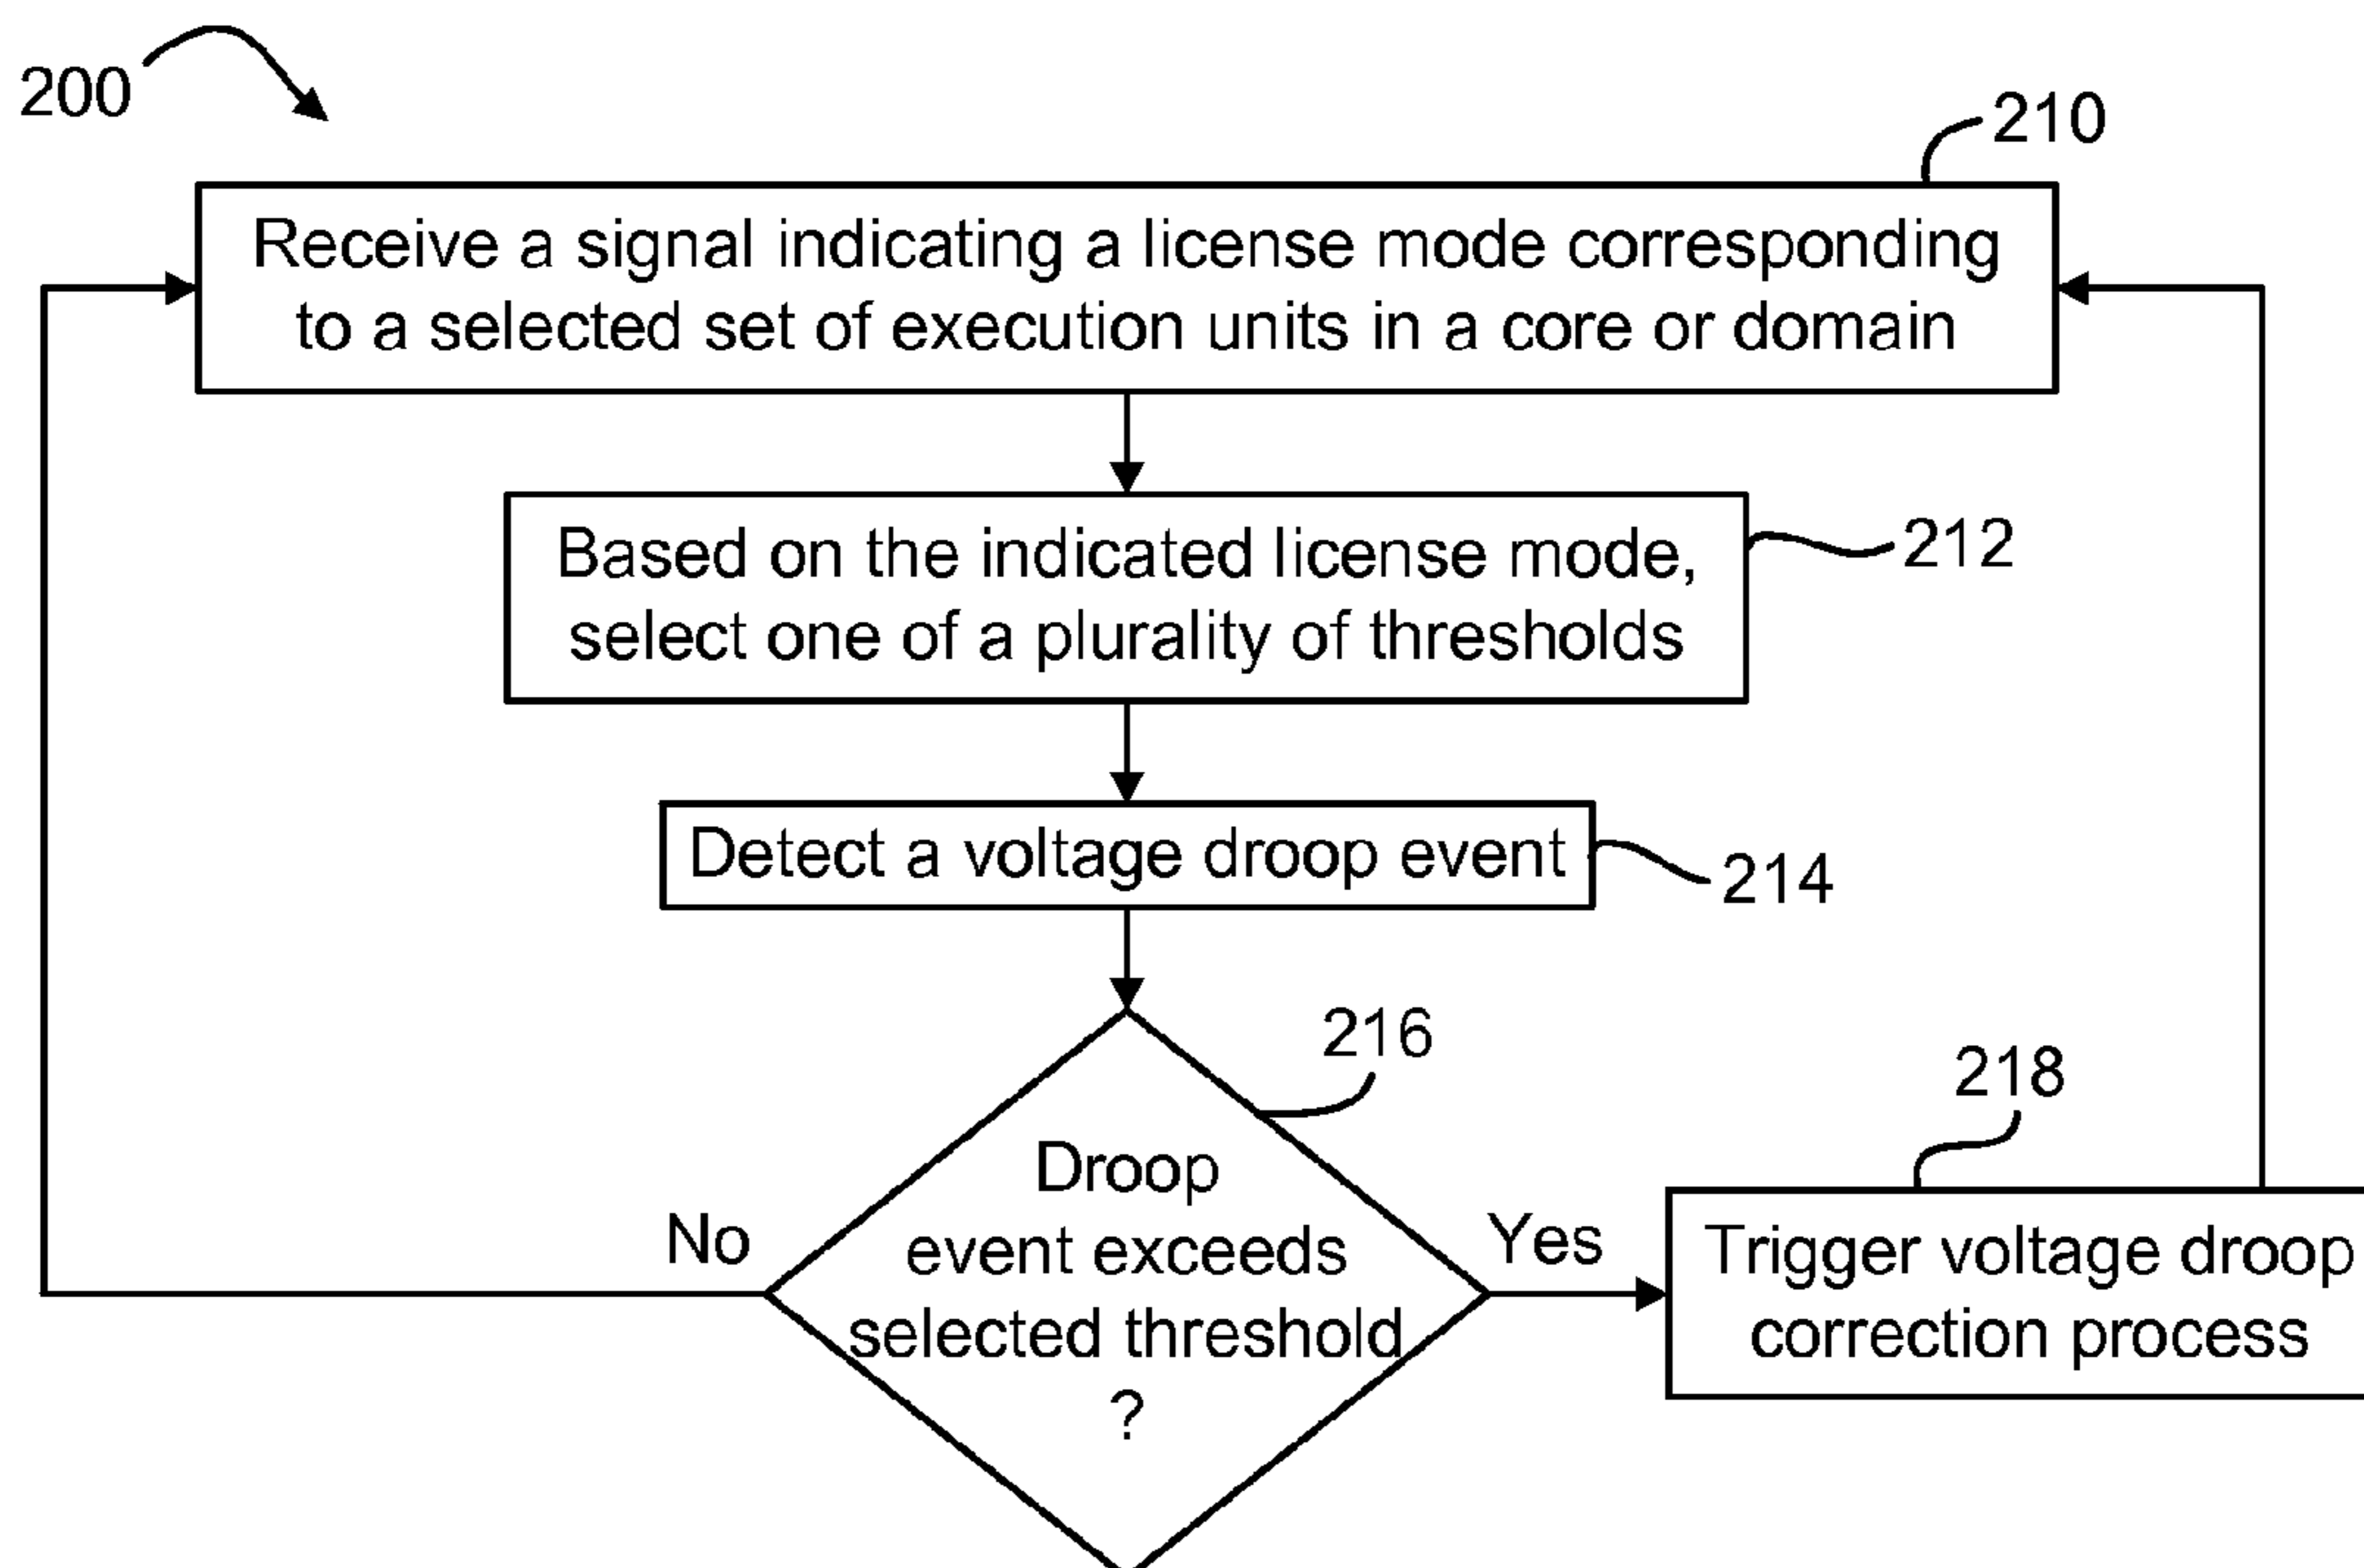 200
210
Receive a signal indicating a license mode corresponding
to a selected set of execution units in a core or domain
Based on the indicated license mode,
select one of a plurality of thresholds
212
Detect a voltage droop event
214
216
Droop
event exceeds
selected threshold
?
No
Yes
218
Trigger voltage droop
correction process